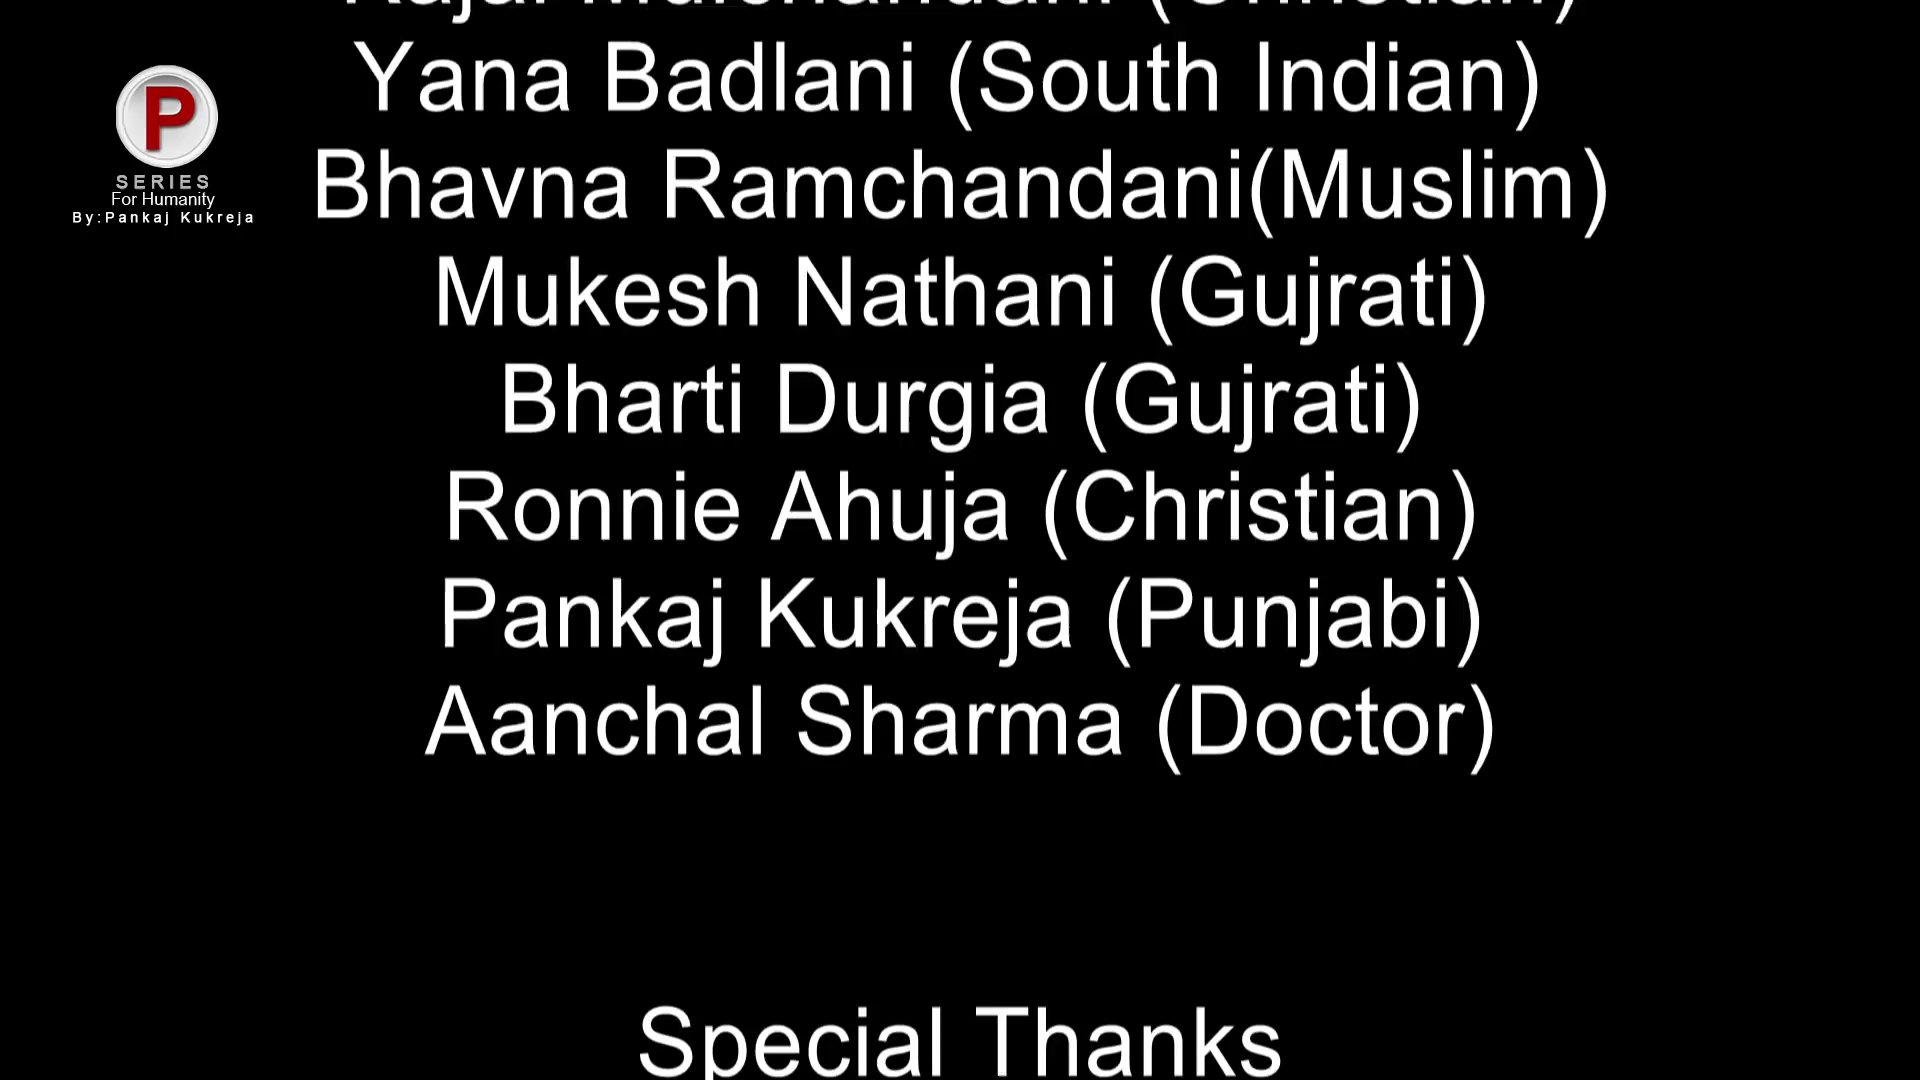 (Christian)
Yana Badlani (South Indian)
Bhavna Ramchandani(Muslim)
Mukesh Nathani (Gujrati)
Bharti Durgia (Gujrati)
Ronnie Ahuja (Christian)
Pankaj Kukreja (Punjabi)
Aanchal Sharma (Doctor)
Special Thanks
P
SERIES
For Humanity
By:Pankaj Kukreja